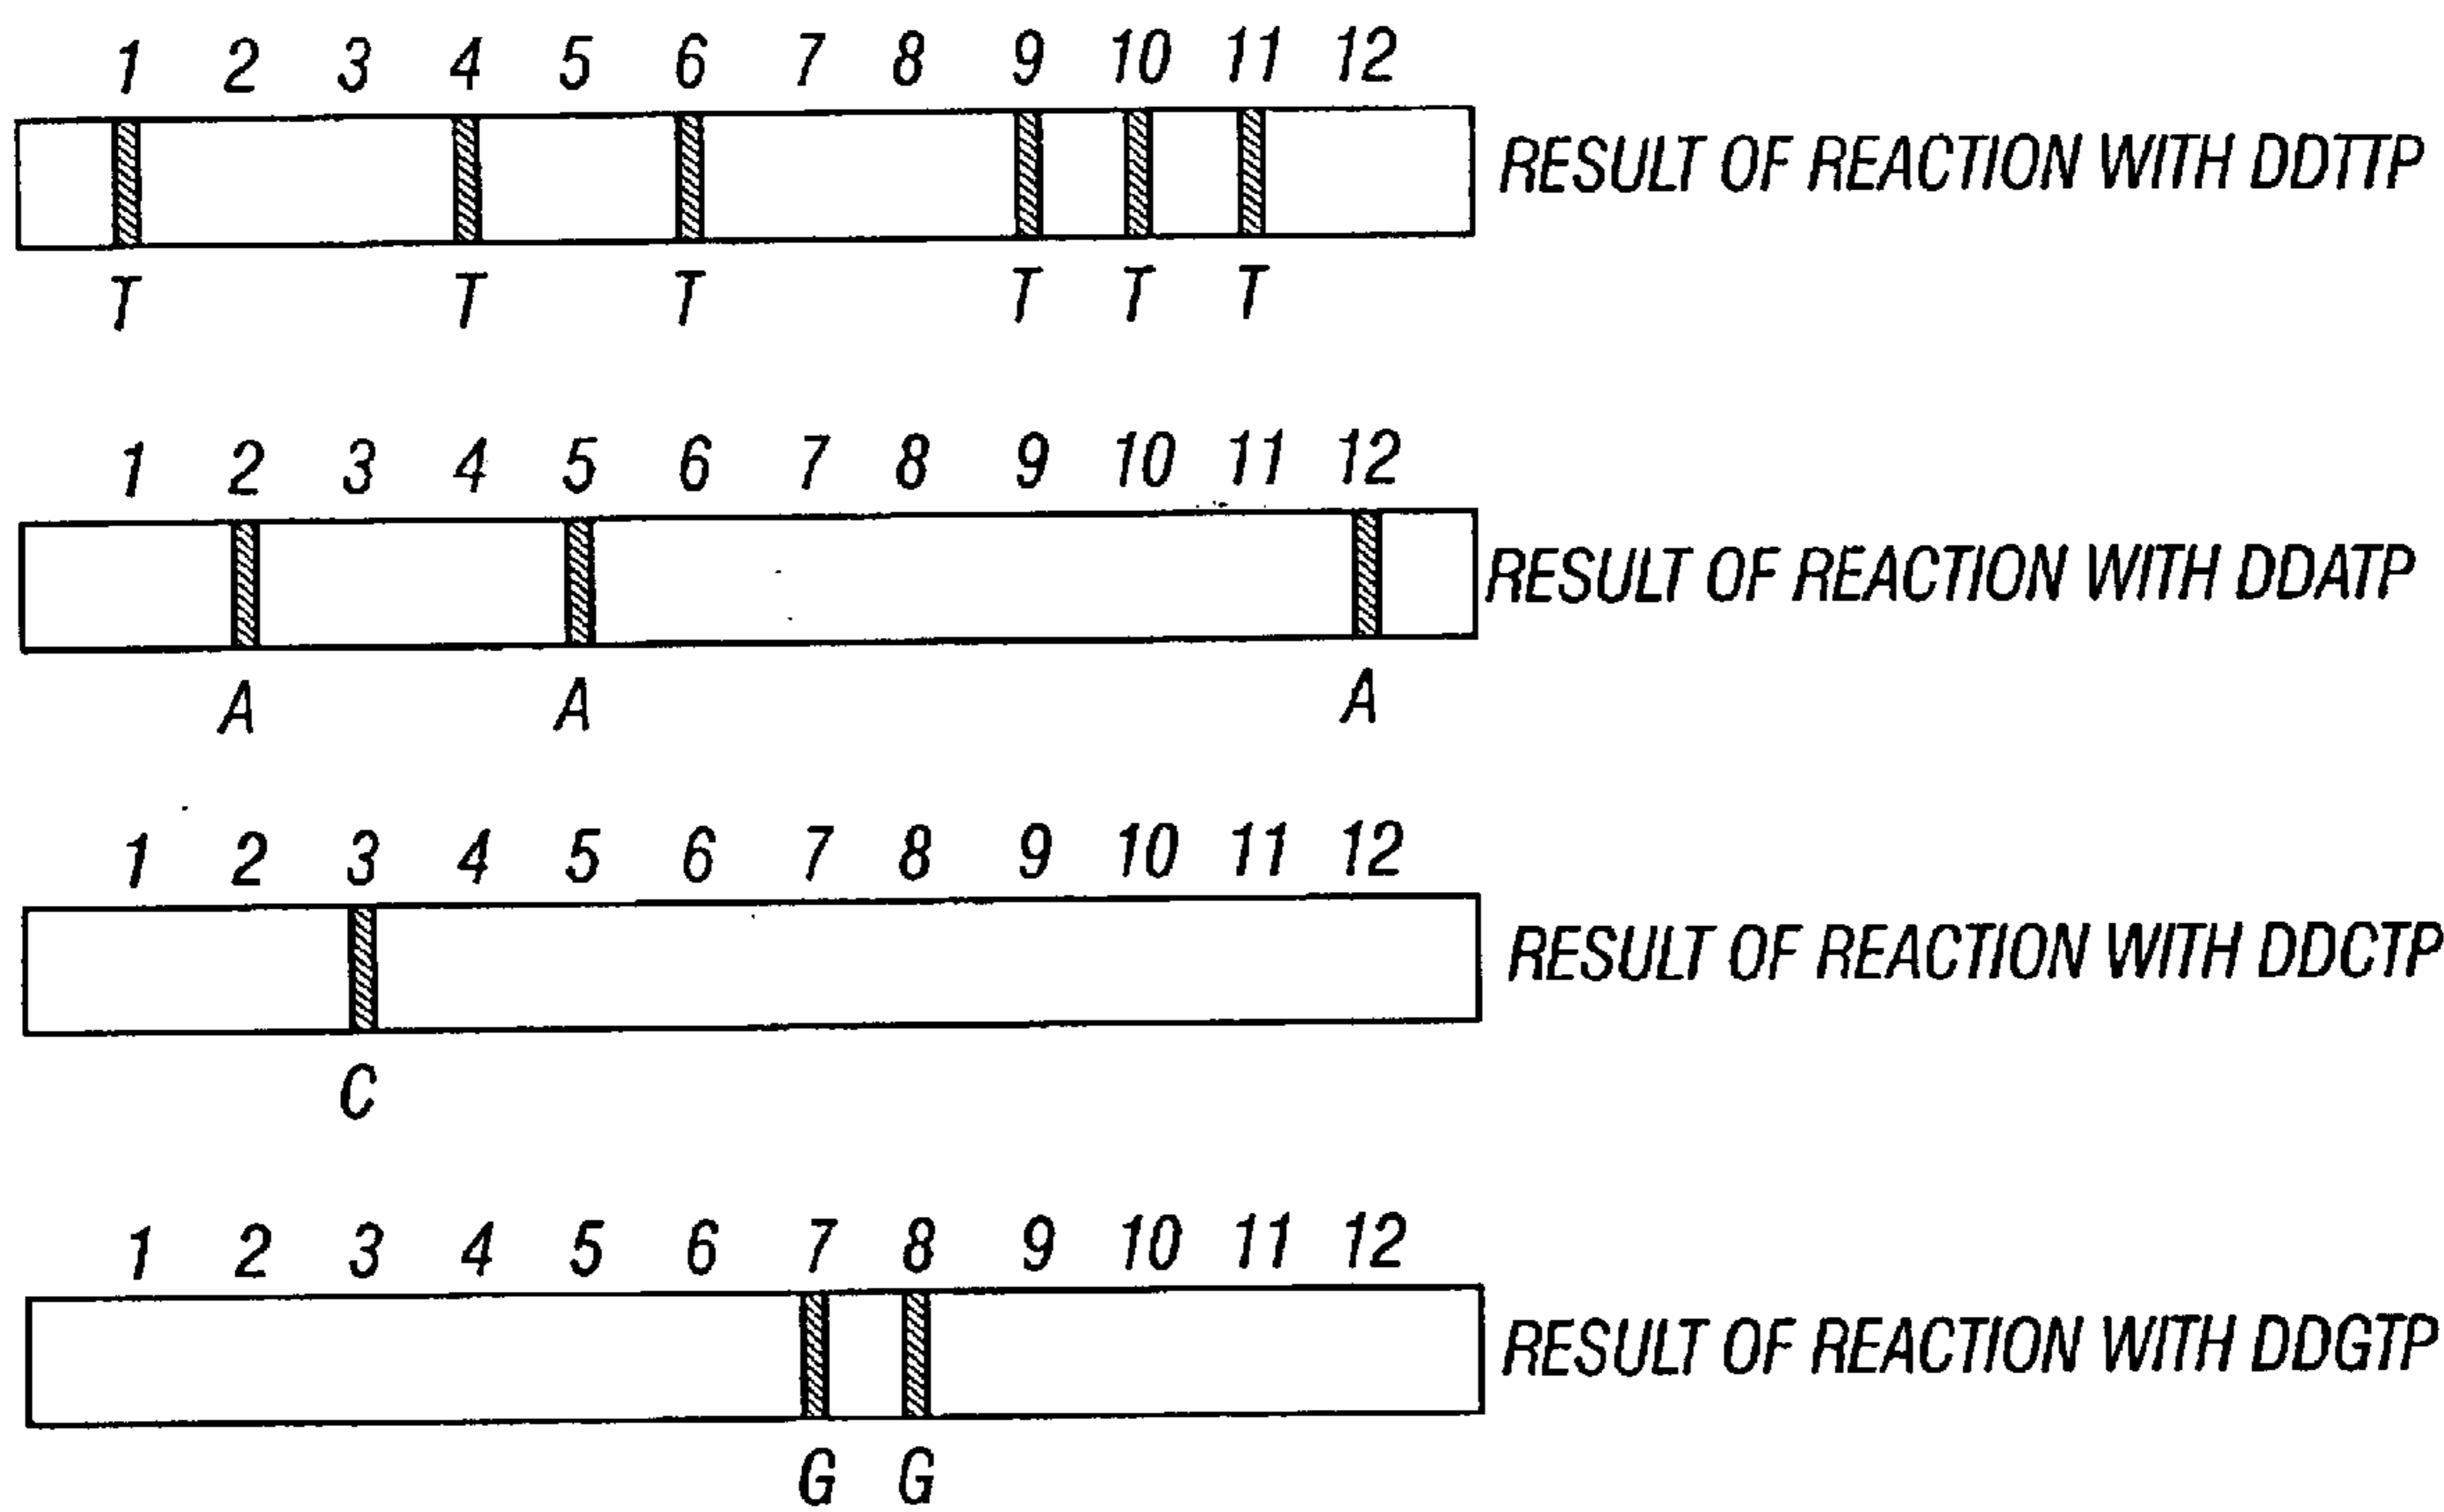 1 2 3 4 5 6 7 8 9 10 11 12
RESULT OF REACTION WITH DDTTP
T T T T T T
1 2 3 4 5 6 7 8 9 10 11 12
RESULT OF REACTION WITH DDATP
A A A
1 2 3 4 5 6 7 8 9 10 11 12
RESULT OF REACTION WITH DDCTP
C
1 2 3 4 5 6 7 8 9 10 11 12
RESULT OF REACTION WITH DDGTP
G G